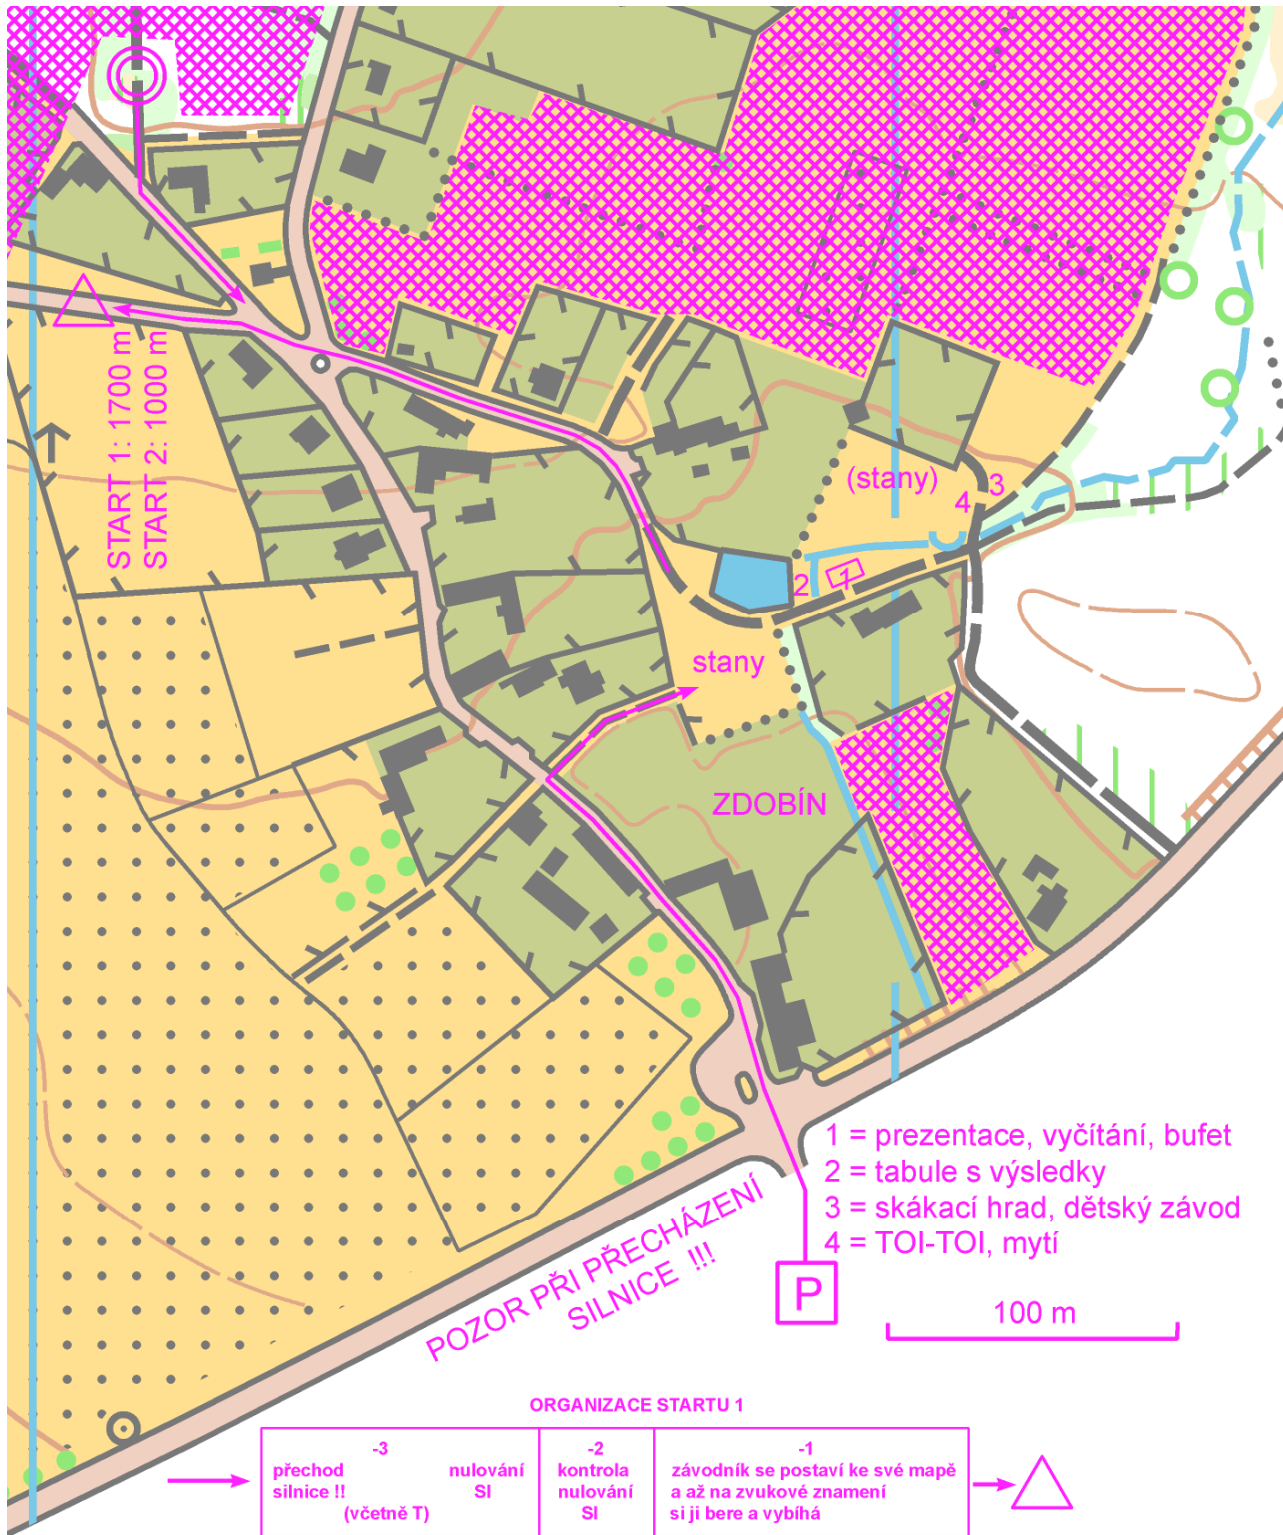 START 1: 1700 m
START 2: 1000 m
(stany)
3
4
2
1
stany
ZDOBÍN
1 = prezentace, vyčítání, bufet
2 = tabule s výsledky
3 = skákací hrad, dětský závod
4 = TOI-TOI, mytí
POZOR PŘI PŘECHÁZENÍ
SILNICE !!!
P
100 m
ORGANIZACE STARTU 1
-3
přechod nulování
silnice !! SI
(včetně T)
-2
kontrola
nulování
SI
-1
závodník se postaví ke své mapě
a až na zvukové znamení
si ji bere a vybíhá